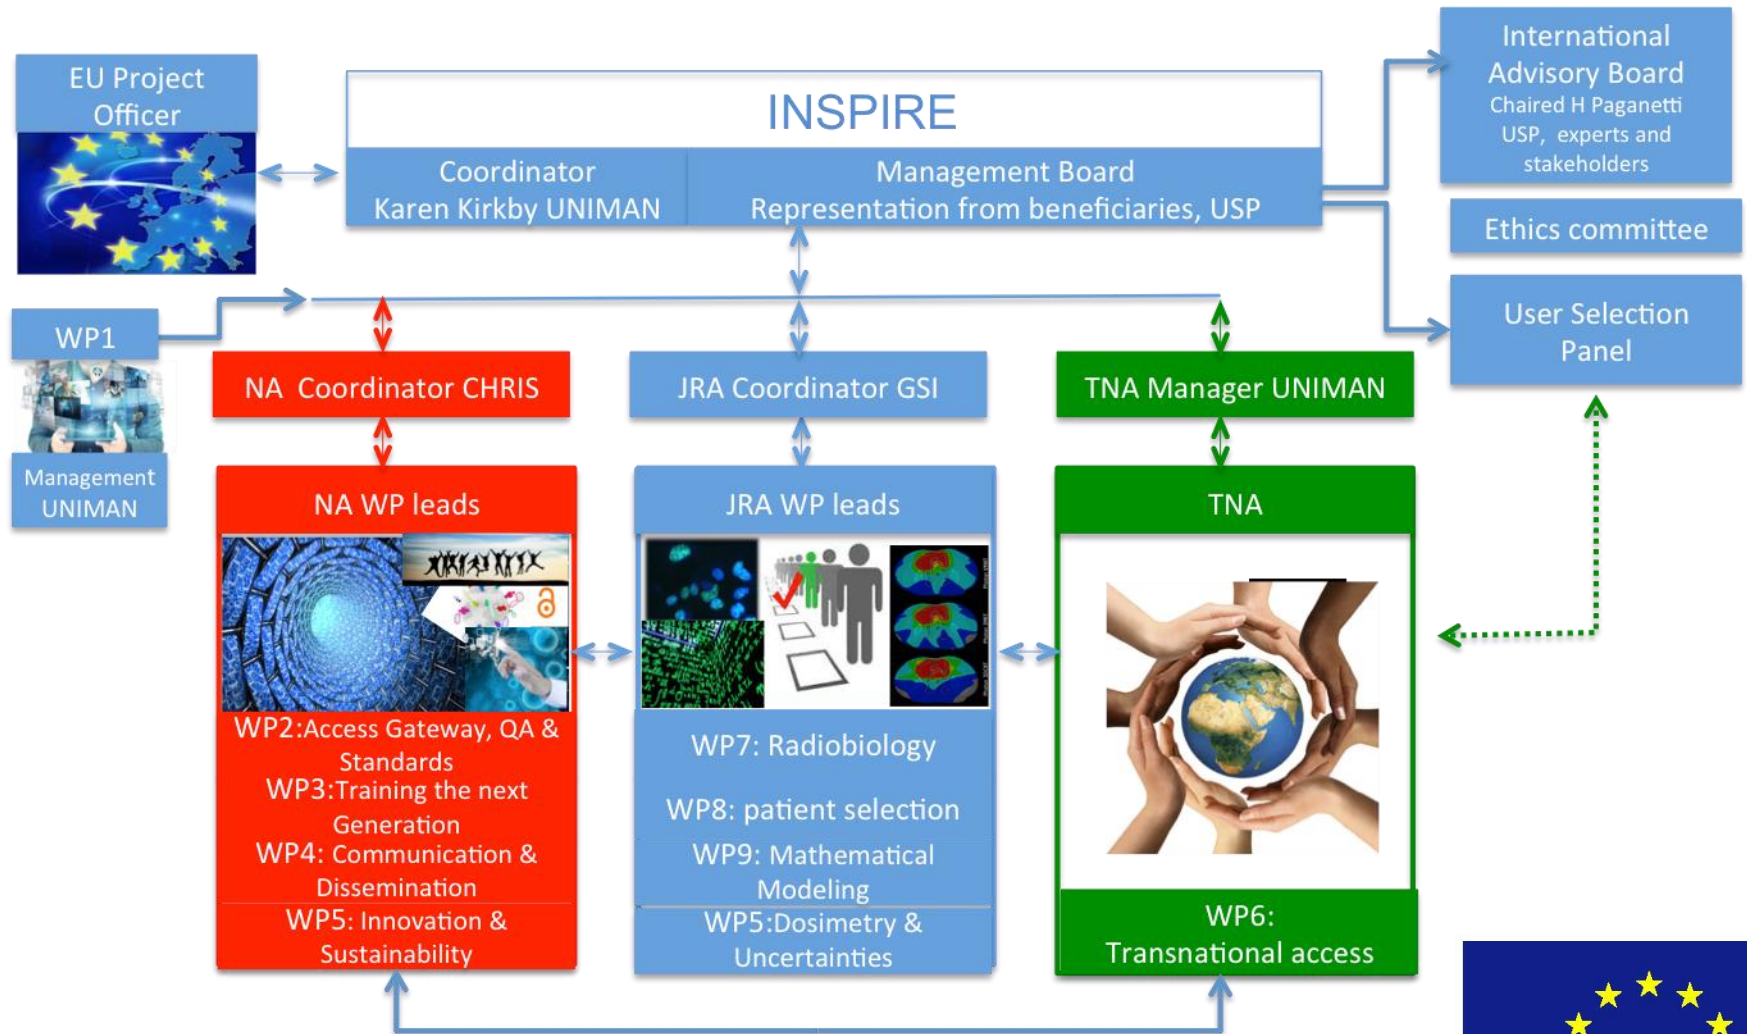 EU Project
Officer
INSPIRE
Coordinator
Karen Kirkby UNIMAN
Management Board
Representation from beneficiaries, USP
International
Advisory Board
Chaired H Paganetti
USP, experts and
stakeholders
Ethics committee
User Selection
Panel
WP1
Management
UNIMAN
NA Coordinator CHRIS
JRA Coordinator GSI
TNA Manager UNIMAN
NA WP leads
WP2:Access Gateway, QA &
Standards
WP3:Training the next
Generation
WP4: Communication &
Dissemination
WP5: Innovation &
Sustainability
JRA WP leads
WP7: Radiobiology
WP8: patient selection
WP9: Mathematical
Modeling
WP5:Dosimetry &
Uncertainties
TNA
WP6:
Transnational access